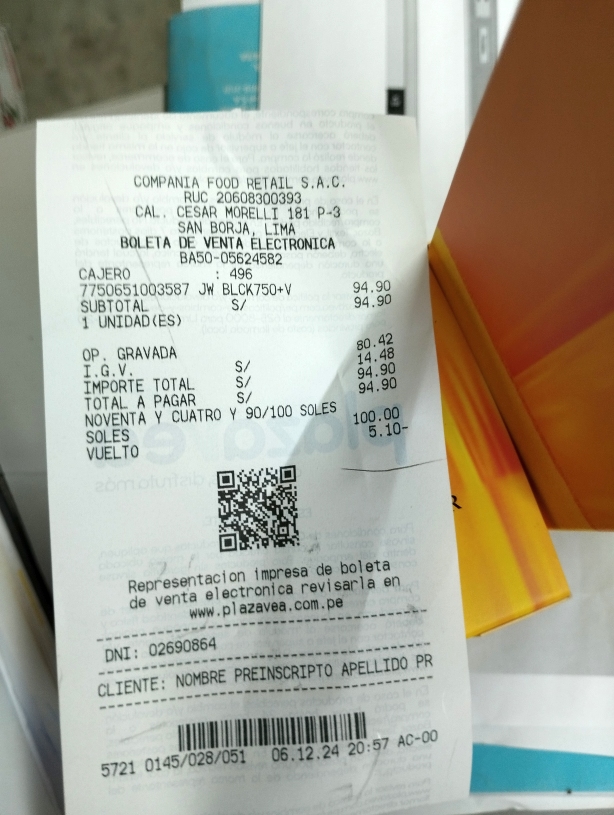 COMPANIA FOOD RETAIL S.A.C.
RUC 20608300393
CAL. CESAR MORELLI 181 P-3
SAN BORJA, LIMA
BOLETA DE VENTA ELECTRONICA
BA50-05624582
CAJERO : 496
7750651003587 JW BLCK750+V 94.90
SUBTOTAL S/ 94.90
1 UNIDAD(ES)
OP. GRAVADA 80.42
I.G.V. S/ 14.48
IMPORTE TOTAL S/ 94.90
TOTAL A PAGAR S/ 94.90
NOVENTA Y CUATRO Y 90/100 SOLES
SOLES 100.00
VUELTO 5.10-
Representacion impresa de boleta
de venta electronica revisarla en
www.plazavea.com.pe
DNI: 02690864
CLIENTE: NOMBRE PREINSCRIPTO APELLIDO PR
5721 0145/028/051 06.12.24 20:57 AC-00